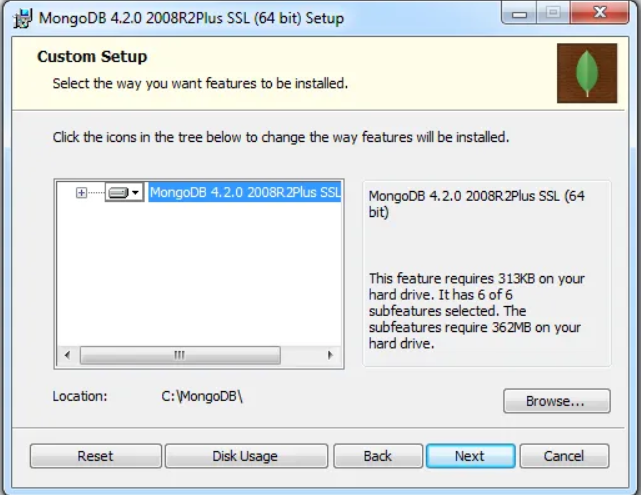 MongoDB 4.2.0 2008R2Plus SSL (64 bit) Setup
Custom Setup
Select the way you want features to be installed.
Click the icons in the tree below to change the way features will be installed.
MongoDB 4.2.0 2008R2Plus SSL
MongoDB 4.2.0 2008R2Plus SSL (64
bit)
This feature requires 313KB on your
hard drive. It has 6 of 6
subfeatures selected. The
subfeatures require 362MB on your
hard drive.
Location: C:\MongoDB\
Browse...
Reset Disk Usage Back Next Cancel